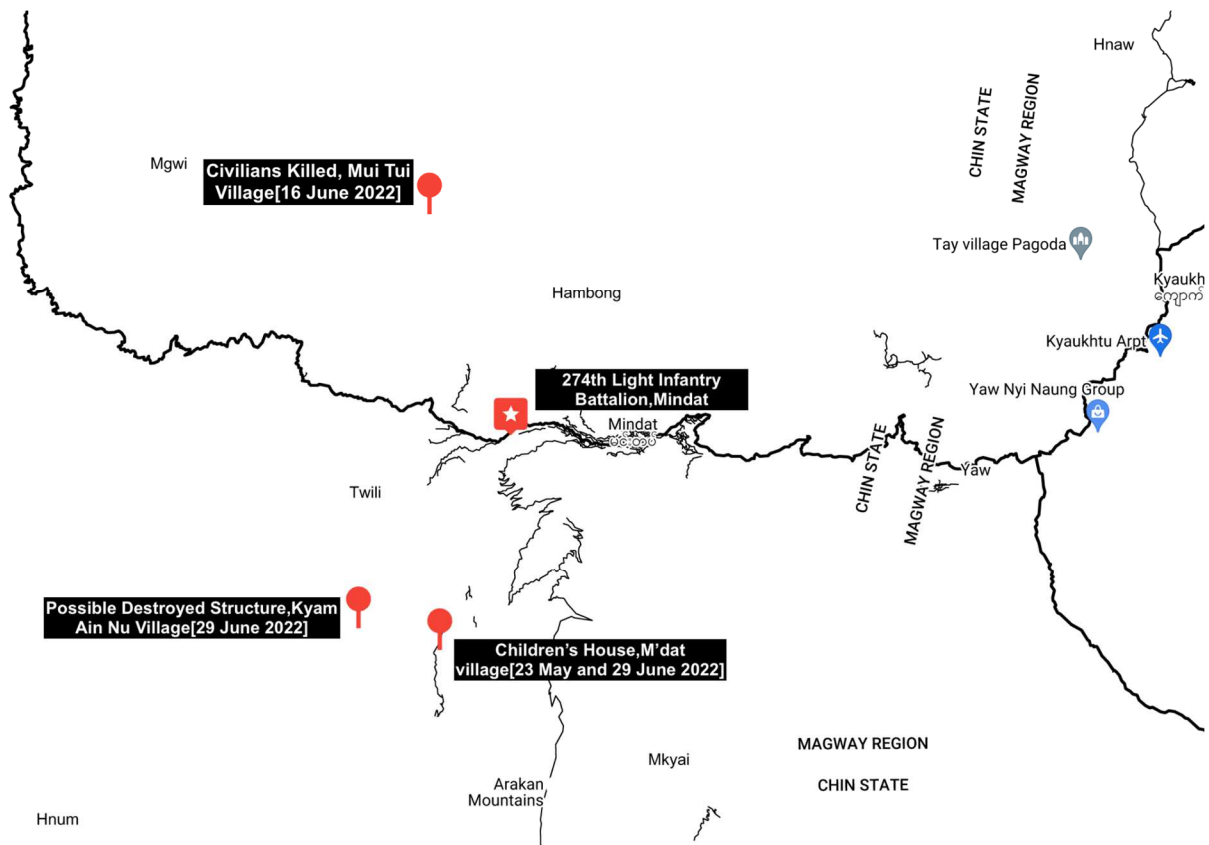 Hnaw
CHIN STATE
MAGWAY REGION
Mgwi
Civilians Killed, Mui Tui
Village[16 June 2022]
Tay village Pagoda
Kyaukh
ကျောက်
Hambong
Kyaukhtu Arpt
274th Light Infantry
Battalion,Mindat
Yaw Nyi Naung Group
Mindat
မင်းတပ်
CHIN STATE
MAGWAY REGION
Yaw
Twili
Possible Destroyed Structure,Kyam
Ain Nu Village[29 June 2022]
Children's House,M'dat
village[23 May and 29 June 2022]
MAGWAY REGION
CHIN STATE
Mkyai
Arakan
Mountains
Hnum